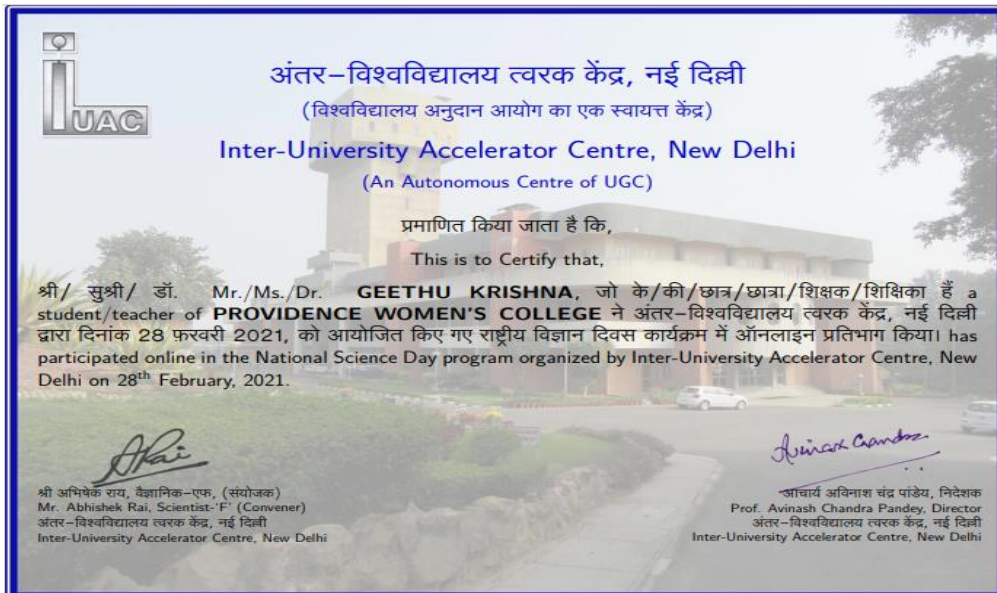 IUAC
अंतर–विश्वविद्यालय त्वरक केंद्र, नई दिल्ली
(विश्वविद्यालय अनुदान आयोग का एक स्वायत्त केंद्र)
Inter-University Accelerator Centre, New Delhi
(An Autonomous Centre of UGC)
प्रमाणित किया जाता है कि,
This is to Certify that,
श्री/ सुश्री/ डॉ. Mr./Ms./Dr. GEETHU KRISHNA, जो के/की/छात्र/छात्रा/शिक्षक/शिक्षिका हैं a
student/teacher of PROVIDENCE WOMEN'S COLLEGE ने अंतर–विश्वविद्यालय त्वरक केंद्र, नई दिल्ली
द्वारा दिनांक 28 फ़रवरी 2021, को आयोजित किए गए राष्ट्रीय विज्ञान दिवस कार्यक्रम में ऑनलाइन प्रतिभाग किया। has
participated online in the National Science Day program organized by Inter-University Accelerator Centre, New
Delhi on 28th February, 2021.
ARai
Avinash Chandra
श्री अभिषेक राय, वैज्ञानिक–एफ, (संयोजक)
Mr. Abhishek Rai, Scientist-'F' (Convener)
अंतर–विश्वविद्यालय त्वरक केंद्र, नई दिल्ली
Inter-University Accelerator Centre, New Delhi
आचार्य अविनाश चंद्र पांडेय, निदेशक
Prof. Avinash Chandra Pandey, Director
अंतर–विश्वविद्यालय त्वरक केंद्र, नई दिल्ली
Inter-University Accelerator Centre, New Delhi